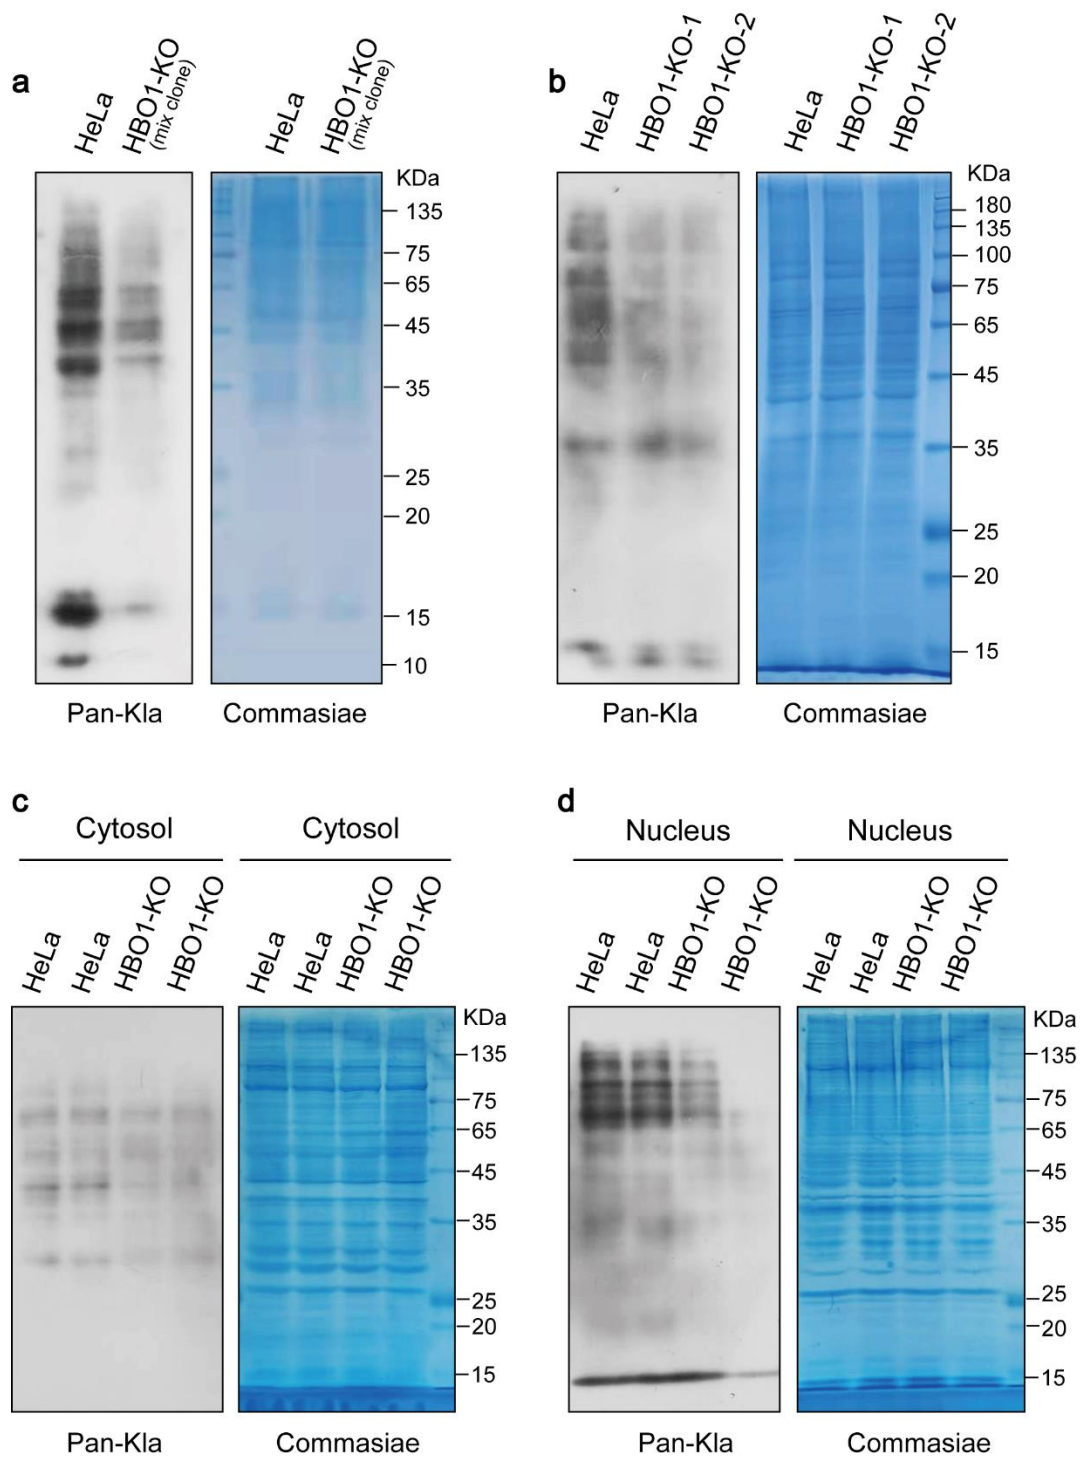 a
HeLa
HBO1-KO
(mix clone)
HeLa
HBO1-KO
(mix clone)
KDa
135
75
65
45
35
25
20
15
10
Pan-Kla
Commasiae
b
HeLa
HBO1-KO-1
HBO1-KO-2
HeLa
HBO1-KO-1
HBO1-KO-2
KDa
180
135
100
75
65
45
35
25
20
15
Pan-Kla
Commasiae
c
Cytosol
Cytosol
HeLa
HeLa
HBO1-KO
HBO1-KO
HeLa
HeLa
HBO1-KO
HBO1-KO
KDa
135
75
65
45
35
25
20
15
Pan-Kla
Commasiae
d
Nucleus
Nucleus
HeLa
HeLa
HBO1-KO
HBO1-KO
HeLa
HeLa
HBO1-KO
HBO1-KO
KDa
135
75
65
45
35
25
20
15
Pan-Kla
Commasiae